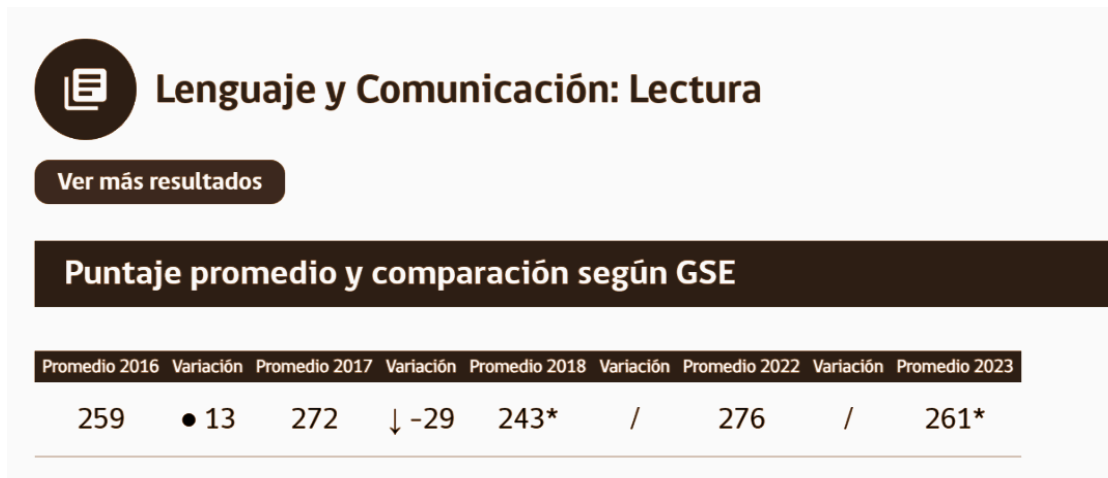 Lenguaje y Comunicación: Lectura
Ver más resultados
Puntaje promedio y comparación según GSE
Promedio 2016 Variación Promedio 2017 Variación Promedio 2018 Variación Promedio 2022 Variación Promedio 2023
259 ● 13 272 ↓ -29 243* / 276 / 261*